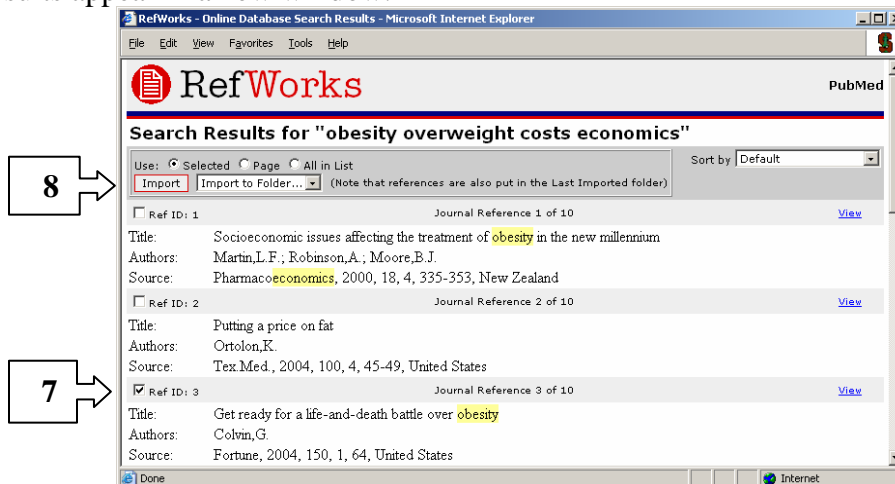 RefWorks - Online Database Search Results - Microsoft Internet Explorer
File Edit View Favorites Tools Help
RefWorks
PubMed
Search Results for "obesity overweight costs economics"
Use: Selected Page All in List
Sort by Default
8
Import Import to Folder... (Note that references are also put in the Last Imported folder)
Ref ID: 1 Journal Reference 1 of 10 View
Title: Socioeconomic issues affecting the treatment of obesity in the new millennium
Authors: Martin,L.F.; Robinson,A.; Moore,B.J.
Source: Pharmacoeconomics, 2000, 18, 4, 335-353, New Zealand
Ref ID: 2 Journal Reference 2 of 10 View
Title: Putting a price on fat
Authors: Ortolon,K.
Source: Tex.Med., 2004, 100, 4, 45-49, United States
7
Ref ID: 3 Journal Reference 3 of 10 View
Title: Get ready for a life-and-death battle over obesity
Authors: Colvin,G.
Source: Fortune, 2004, 150, 1, 64, United States
Done Internet